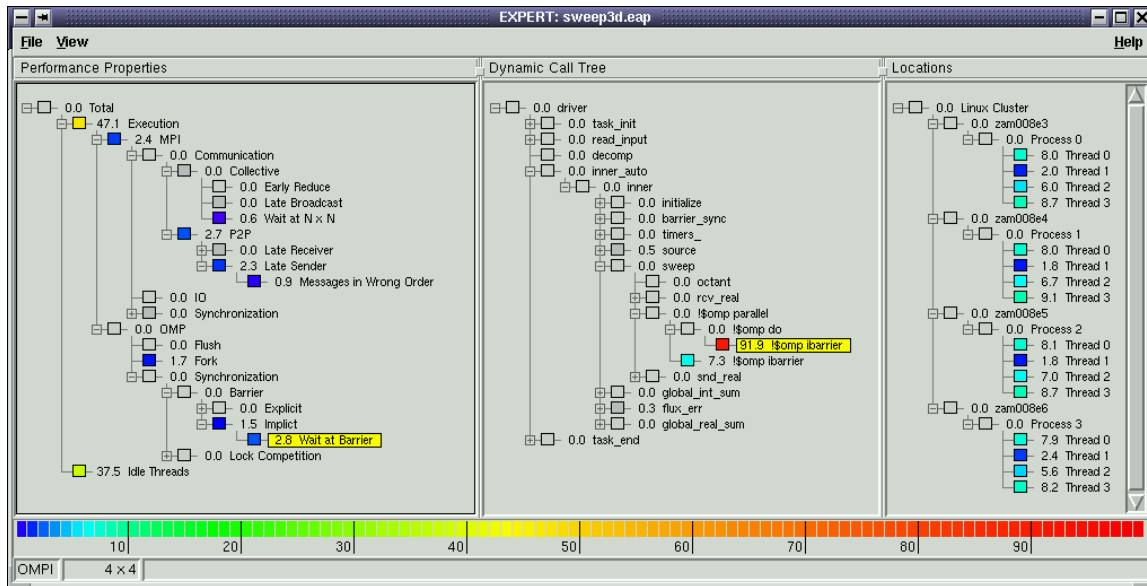 EXPERT: sweep3d.eap
File View Help
Performance Properties
0.0 Total
47.1 Execution
2.4 MPI
0.0 Communication
0.0 Collective
0.0 Early Reduce
0.0 Late Broadcast
0.6 Wait at N x N
2.7 P2P
0.0 Late Receiver
2.3 Late Sender
0.9 Messages in Wrong Order
0.0 IO
0.0 Synchronization
0.0 OMP
0.0 Flush
1.7 Fork
0.0 Synchronization
0.0 Barrier
0.0 Explicit
1.5 Implict
2.8 Wait at Barrier
0.0 Lock Competition
37.5 Idle Threads
Dynamic Call Tree
0.0 driver
0.0 task_init
0.0 read_input
0.0 decomp
0.0 inner_auto
0.0 inner
0.0 initialize
0.0 barrier_sync
0.0 timers_
0.5 source
0.0 sweep
0.0 octant
0.0 rcv_real
0.0 !$omp parallel
0.0 !$omp do
91.9 !$omp ibarrier
7.3 !$omp ibarrier
0.0 snd_real
0.0 global_int_sum
0.3 flux_err
0.0 global_real_sum
0.0 task_end
Locations
0.0 Linux Cluster
0.0 zam008e3
0.0 Process 0
8.0 Thread 0
2.0 Thread 1
6.0 Thread 2
8.7 Thread 3
0.0 zam008e4
0.0 Process 1
8.0 Thread 0
1.8 Thread 1
6.7 Thread 2
9.1 Thread 3
0.0 zam008e5
0.0 Process 2
8.1 Thread 0
1.8 Thread 1
7.0 Thread 2
8.7 Thread 3
0.0 zam008e6
0.0 Process 3
7.9 Thread 0
2.4 Thread 1
5.6 Thread 2
8.2 Thread 3
10 20 30 40 50 60 70 80 90
OMPI 4 x 4